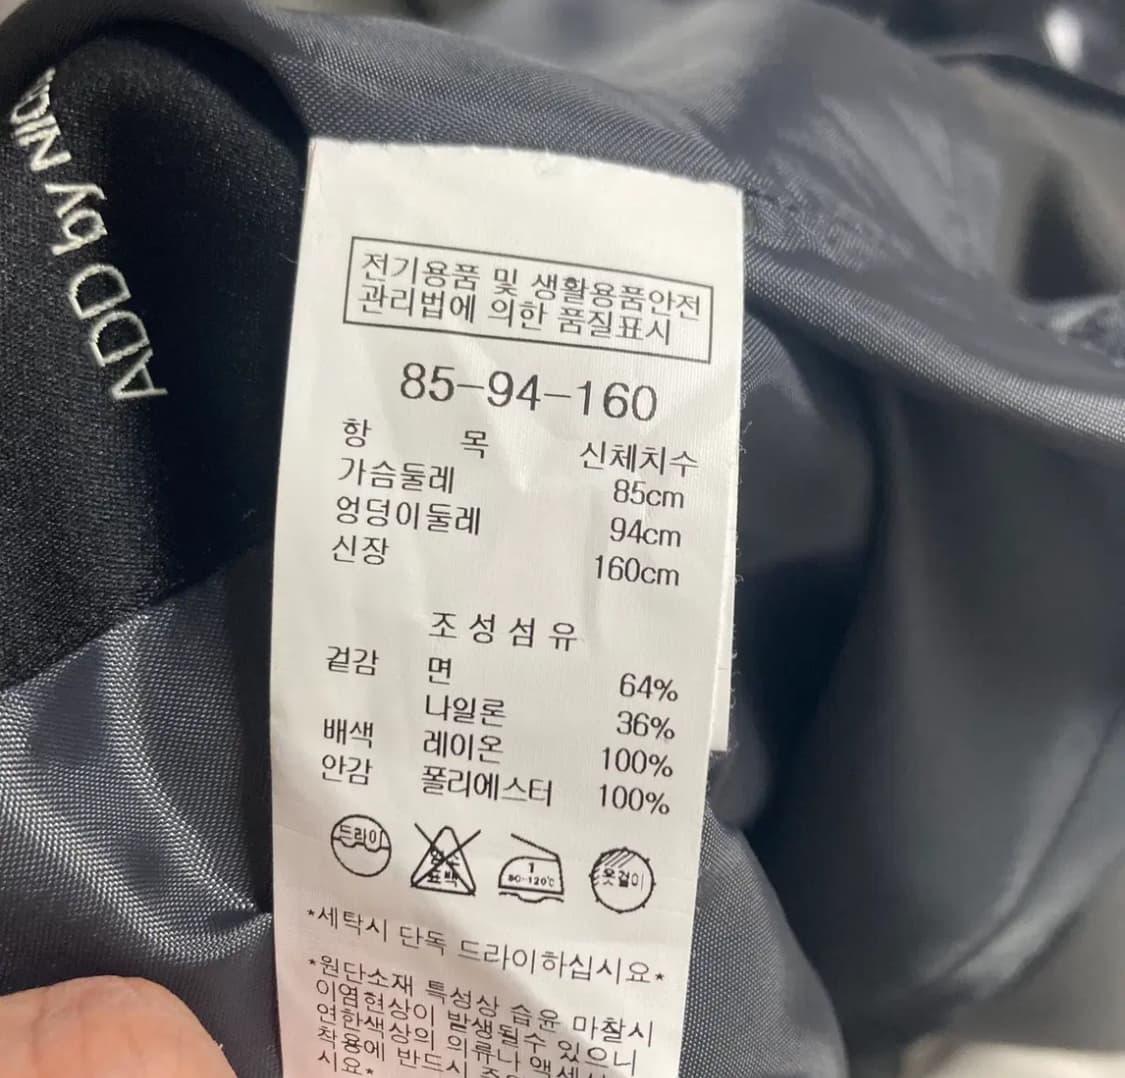 ADD by
전기용품 및 생활용품안전
관리법에 의한 품질표시
85-94-160
항 목 신체치수
가슴둘레 85cm
엉덩이둘레 94cm
신장 160cm
조성섬유
겉감 면 64%
나일론 36%
배색 레이온 100%
안감 폴리에스터 100%
드라이 염소 표백 1 80~120℃ 옷걸이
*세탁시 단독 드라이하십시요*
*원단소재 특성상 습윤 마찰시
이염현상이 발생될수 있으니
연한색상의 의류나
착용에 반드시
시요*